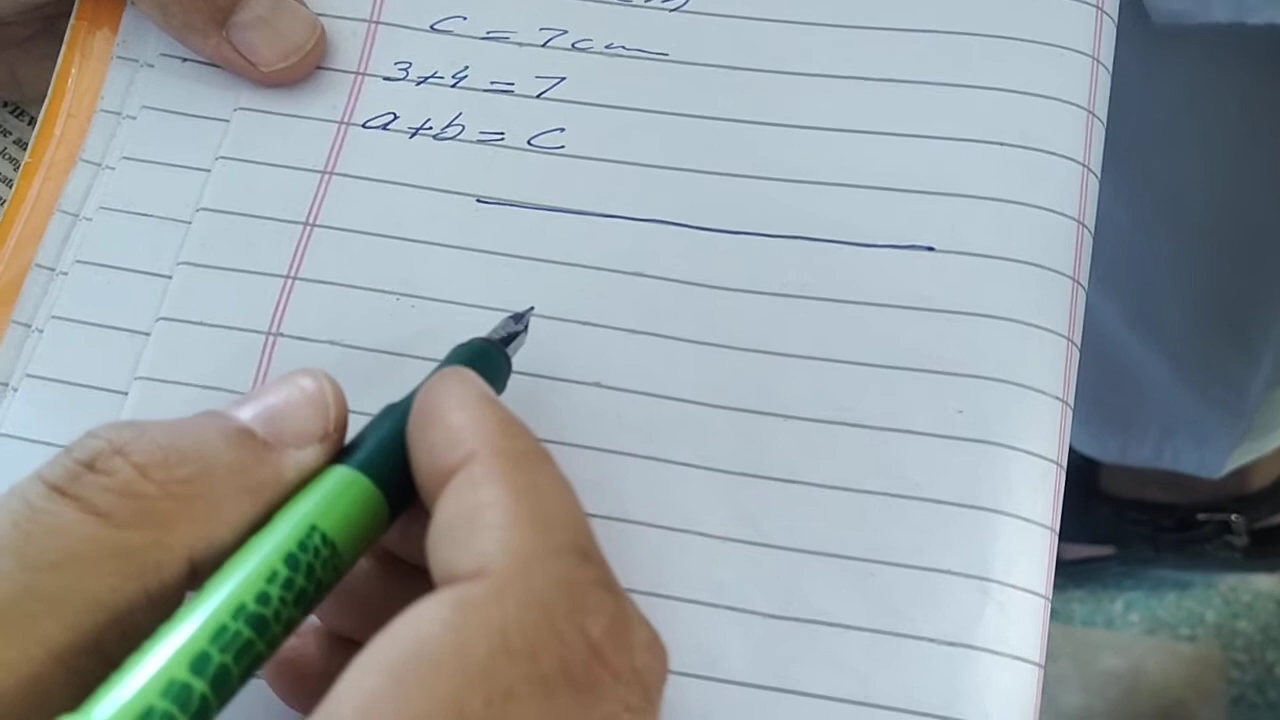 c = 7cm
3+4 = 7
a+b = c